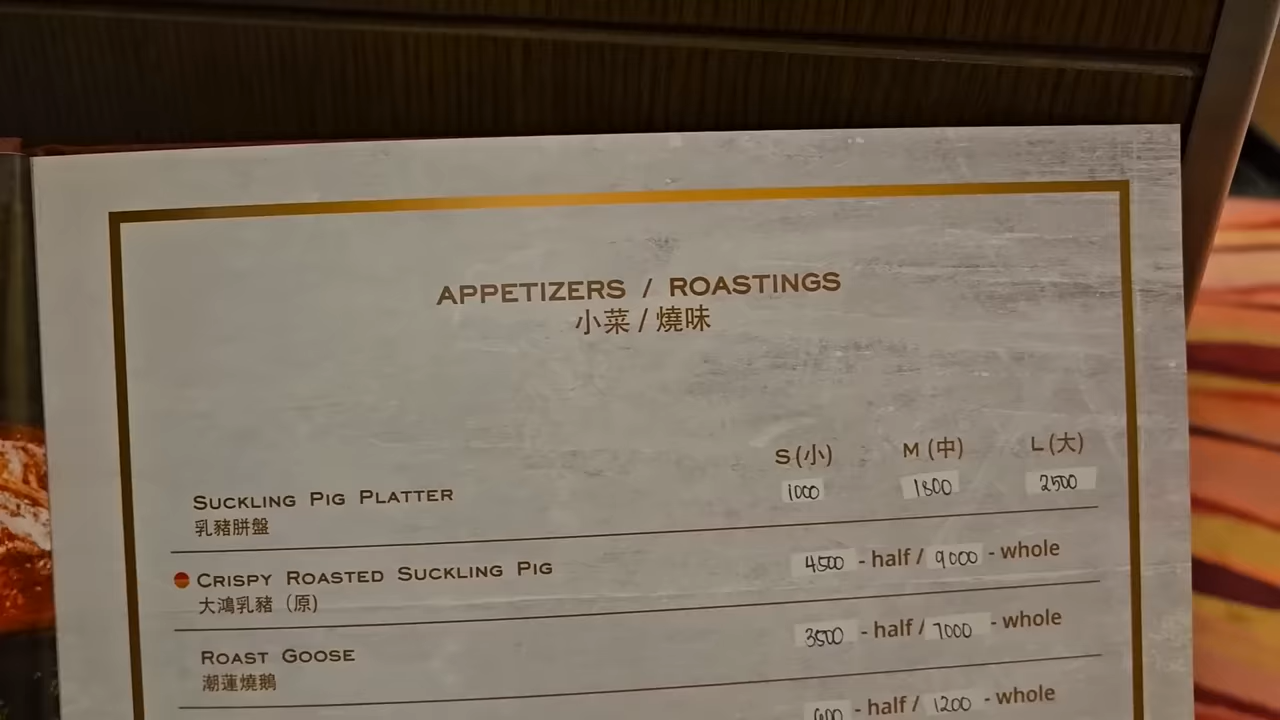 APPETIZERS / ROASTINGS
小菜 / 燒味
S (小) M (中) L (大)
SUCKLING PIG PLATTER 1000 1800 2500
乳豬胼盤
CRISPY ROASTED SUCKLING PIG 4500 - half / 9000 - whole
大鴻乳豬 (原)
ROAST GOOSE 3500 - half / 7000 - whole
潮蓮燒鵝
600 - half / 1200 - whole